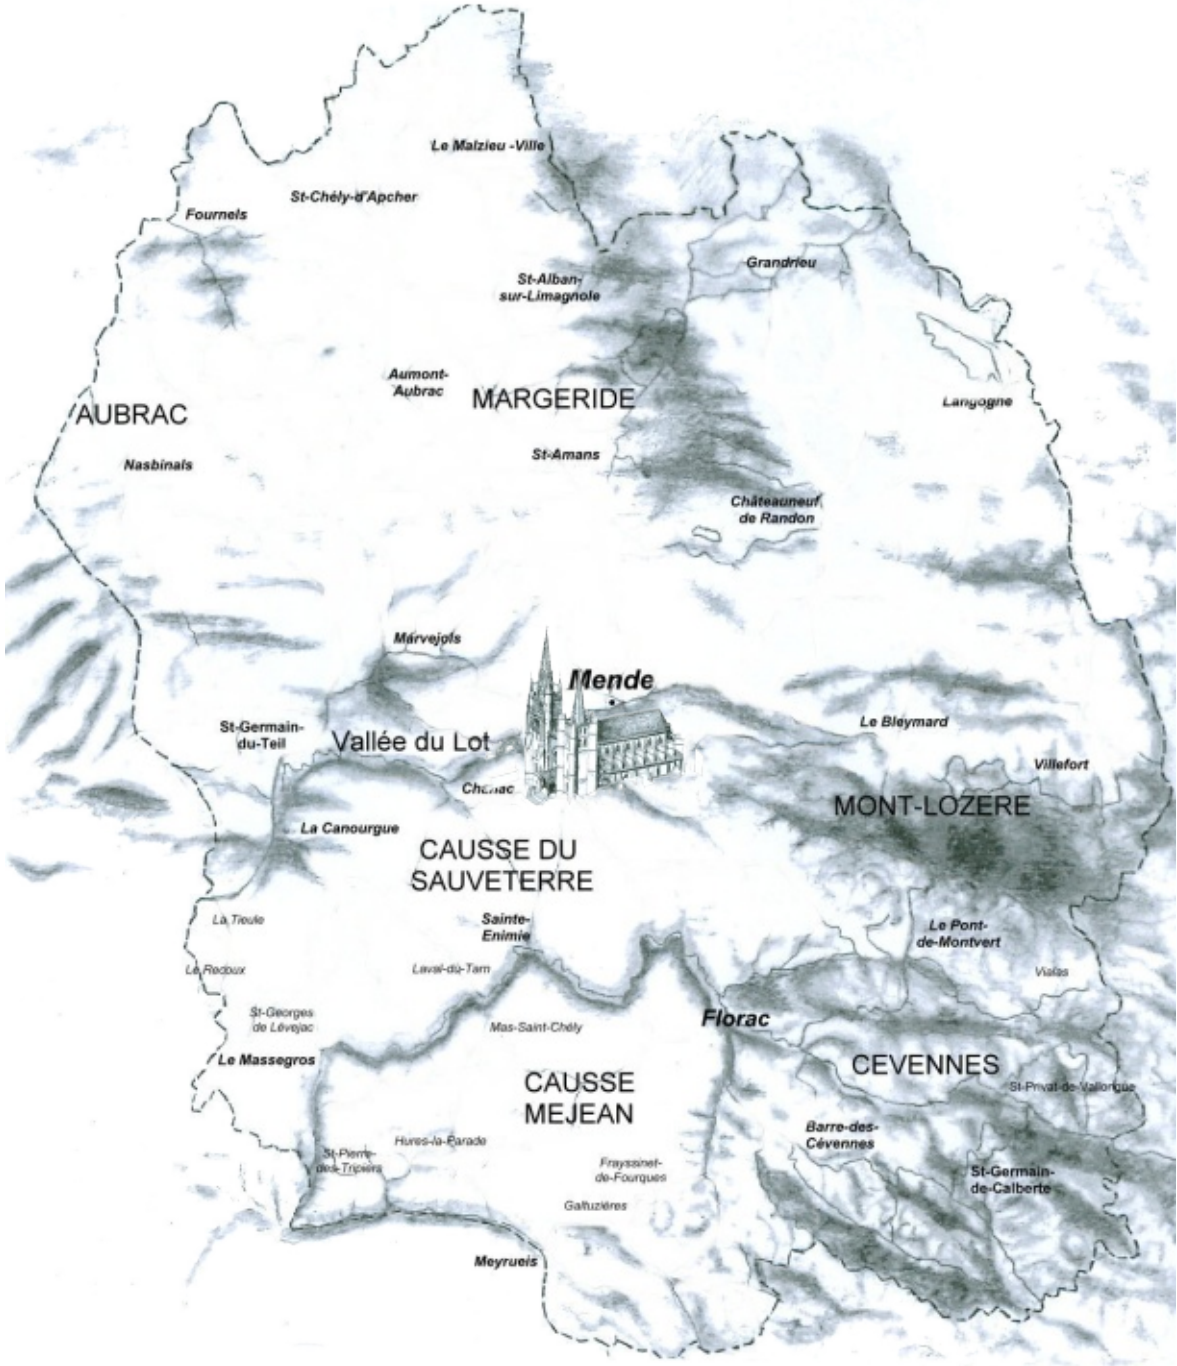 Le Malzieu -Ville
St-Chély-d'Apcher
Fournels
Grandrieu
St-Alban-
sur-Limagnole
Aumont-
Aubrac
MARGERIDE
Langogne
AUBRAC
St-Amans
Nasbinals
Châteauneuf
de Randon
Marvejols
Mende
St-Germain-
du-Teil
Vallée du Lot
Le Bleymard
Villefort
Chanac
MONT-LOZERE
La Canourgue
CAUSSE DU
SAUVETERRE
La Tieule
Sainte-
Enimie
Le Pont-
de-Montvert
Le Recoux
Laval-du-Tarn
Vialas
St-Georges
de Lévejac
Mas-Saint-Chély
Florac
Le Massegros
CEVENNES
CAUSSE
MEJEAN
St-Privat-de-Vallongue
Barre-des-
Cévennes
Hures-la-Parade
St-Pierre-
des-Tripiers
Frayssinet-
de-Fourques
St-Germain-
de-Calberte
Gatuzières
Meyrueis